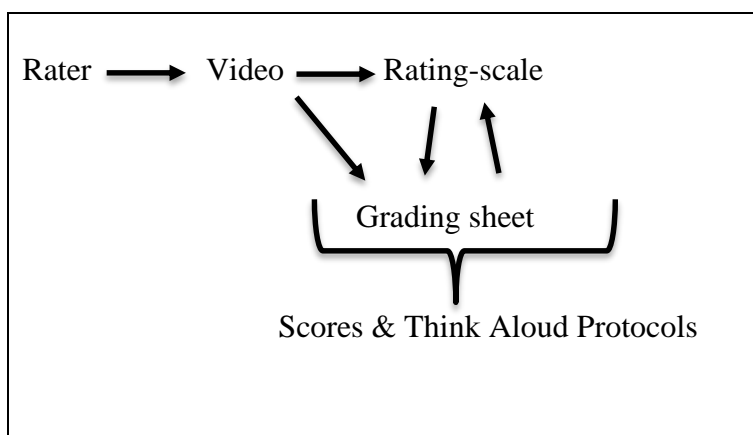 Rater Video Rating-scale
Grading sheet
Scores & Think Aloud Protocols